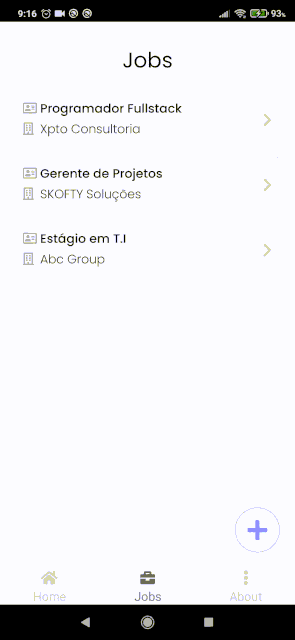 9:16 93%
Jobs
Programador Fullstack
Xpto Consultoria
Gerente de Projetos
SKOFTY Soluções
Estágio em T.I
Abc Group
Home Jobs About